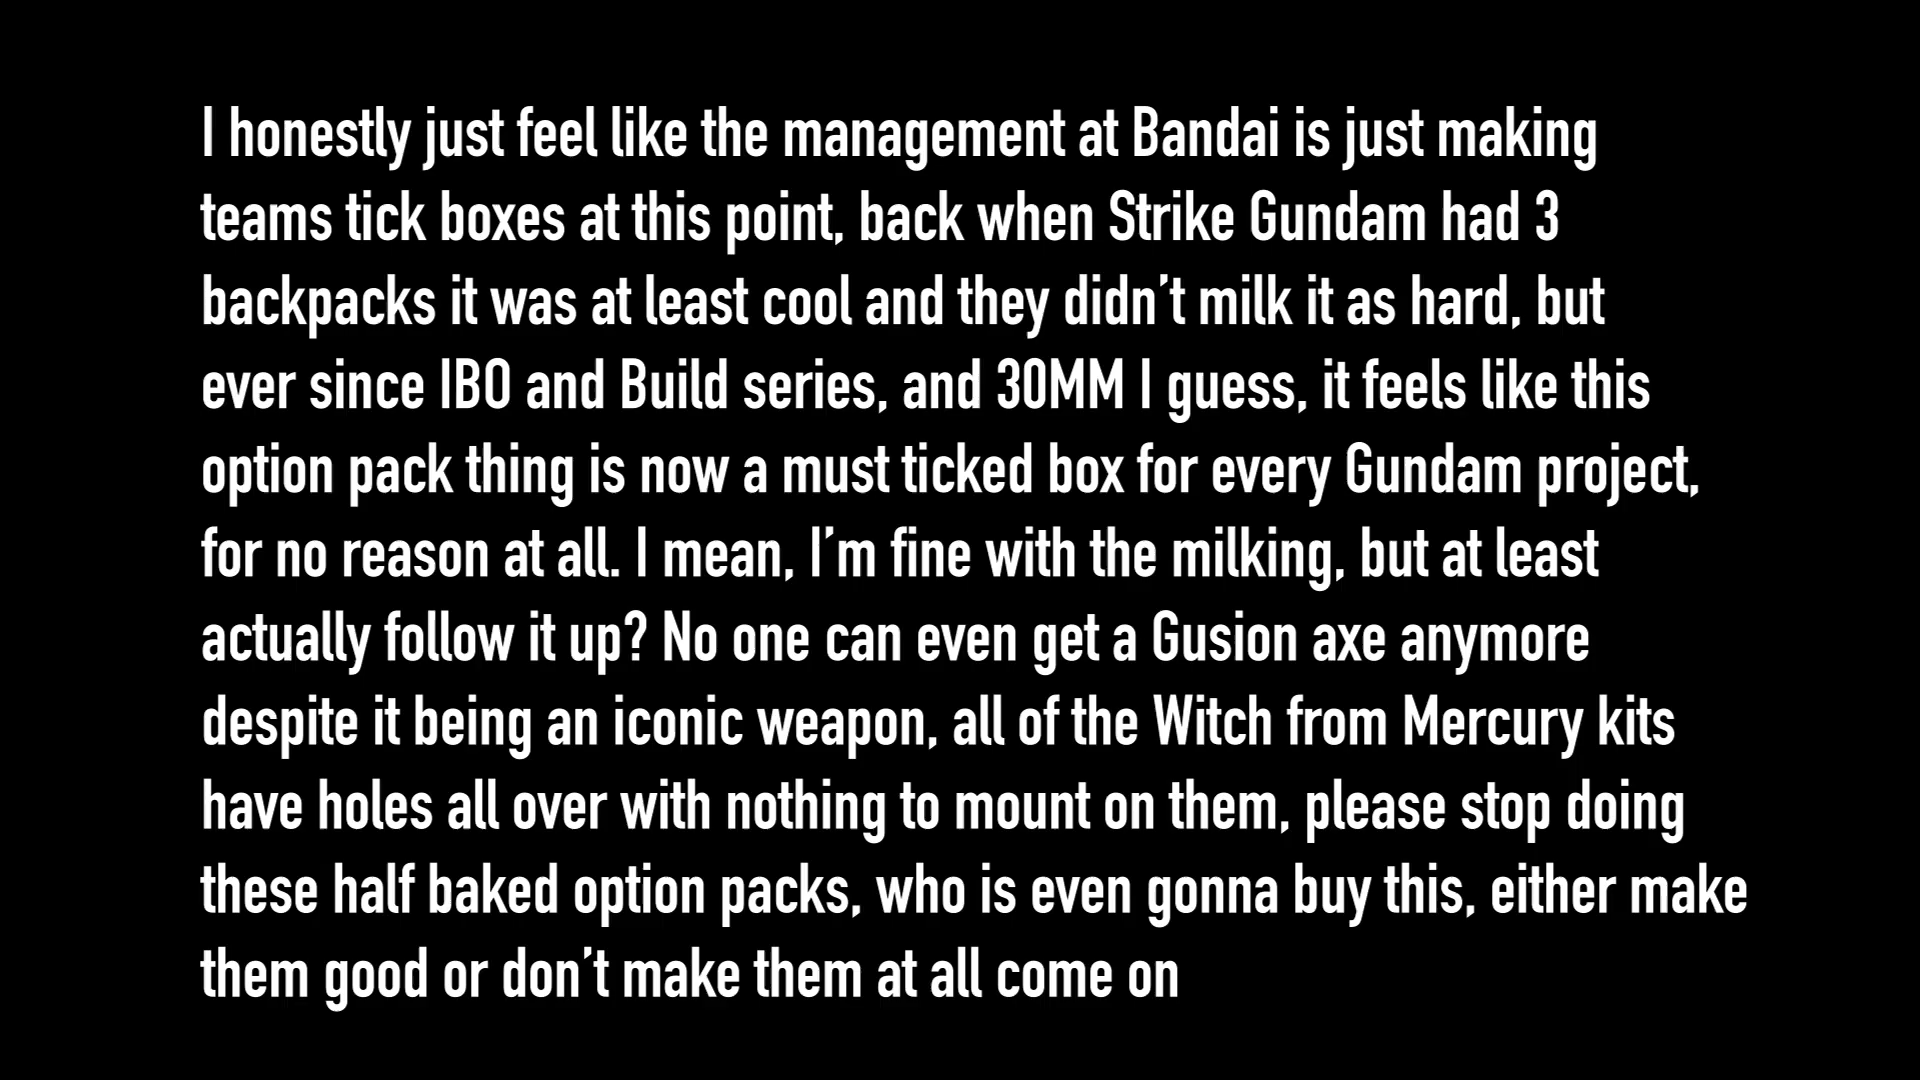 I honestly just feel like the management at Bandai is just making
teams tick boxes at this point, back when Strike Gundam had 3
backpacks it was at least cool and they didn’t milk it as hard, but
ever since IBO and Build series, and 30MM I guess, it feels like this
option pack thing is now a must ticked box for every Gundam project,
for no reason at all. I mean, I’m fine with the milking, but at least
actually follow it up? No one can even get a Gusion axe anymore
despite it being an iconic weapon, all of the Witch from Mercury kits
have holes all over with nothing to mount on them, please stop doing
these half baked option packs, who is even gonna buy this, either make
them good or don’t make them at all come on